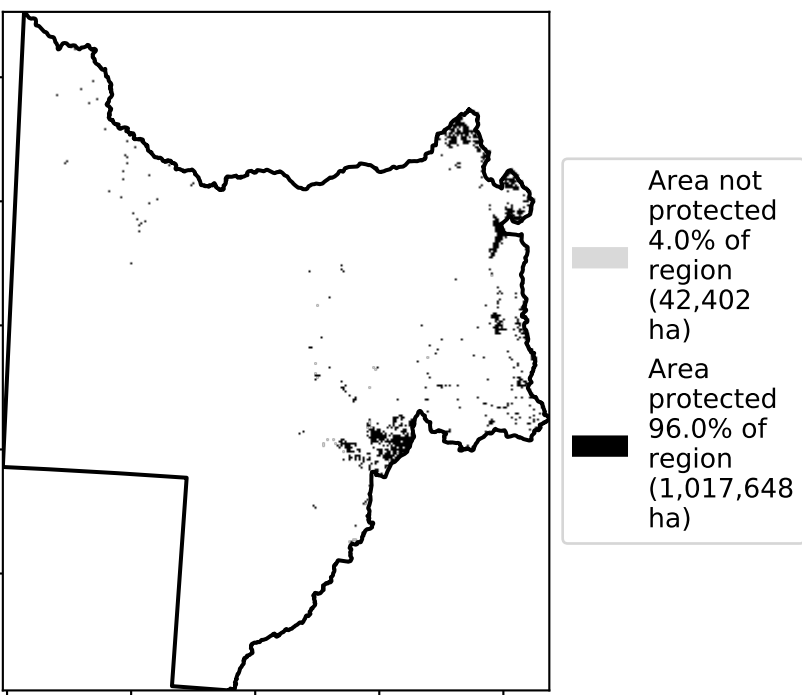 Area not
protected
4.0% of
region
(42,402
ha)
Area
protected
96.0% of
region
(1,017,648
ha)